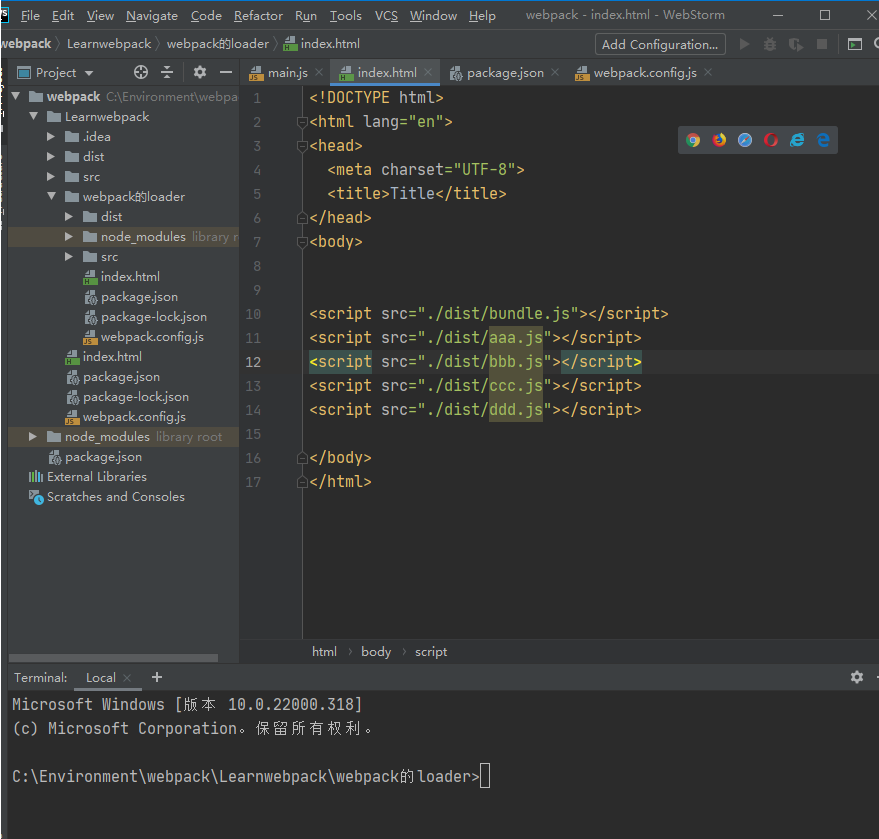 File Edit View Navigate Code Refactor Run Tools VCS Window Help webpack - index.html - WebStorm
webpack Learnwebpack webpack的loader index.html Add Configuration...
Project main.js index.html package.json webpack.config.js
webpack C:\Environment\webpa
Learnwebpack
.idea
dist
src
webpack的loader
dist
node_modules library r
src
index.html
package.json
package-lock.json
webpack.config.js
index.html
package.json
package-lock.json
webpack.config.js
node_modules library root
package.json
External Libraries
Scratches and Consoles
1 <!DOCTYPE html>
2 <html lang="en">
3 <head>
4 <meta charset="UTF-8">
5 <title>Title</title>
6 </head>
7 <body>
8
9
10 <script src="./dist/bundle.js"></script>
11 <script src="./dist/aaa.js"></script>
12 <script src="./dist/bbb.js"></script>
13 <script src="./dist/ccc.js"></script>
14 <script src="./dist/ddd.js"></script>
15
16 </body>
17 </html>
html body script
Terminal: Local +
Microsoft Windows [版本 10.0.22000.318]
(c) Microsoft Corporation。保留所有权利。
C:\Environment\webpack\Learnwebpack\webpack的loader>